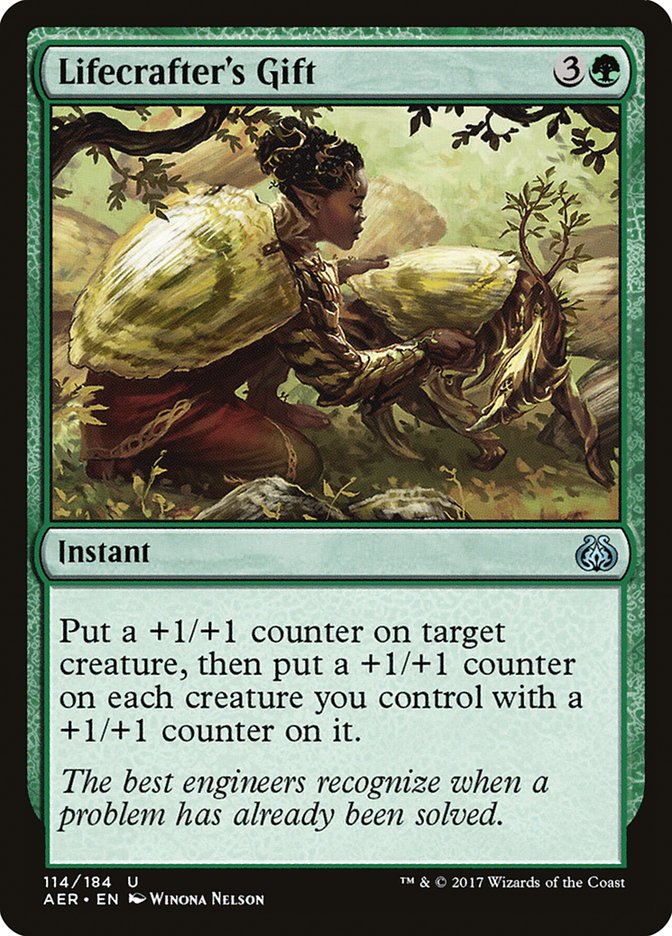 Lifecrafter's Gift 3
Instant
Put a +1/+1 counter on target
creature, then put a +1/+1 counter
on each creature you control with a
+1/+1 counter on it.
The best engineers recognize when a
problem has already been solved.
114/184 U
AER • EN Winona Nelson
™ & © 2017 Wizards of the Coast